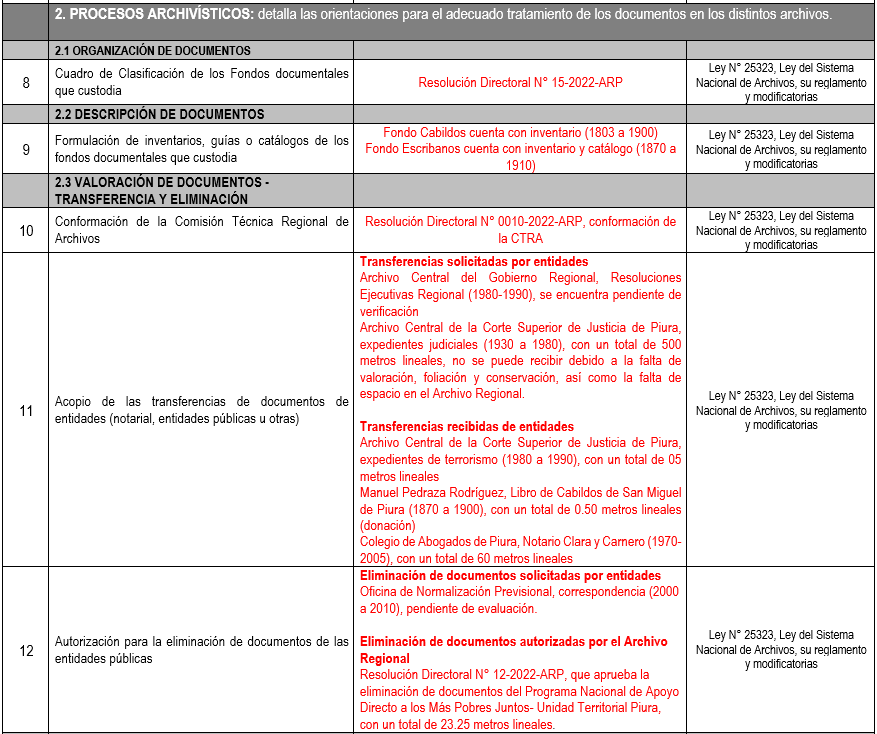 2. PROCESOS ARCHIVÍSTICOS: detalla las orientaciones para el adecuado tratamiento de los documentos en los distintos archivos.
2.1 ORGANIZACIÓN DE DOCUMENTOS
8
Cuadro de Clasificación de los Fondos documentales
que custodia
Resolución Directoral N° 15-2022-ARP
Ley N° 25323, Ley del Sistema
Nacional de Archivos, su reglamento
y modificatorias
2.2 DESCRIPCIÓN DE DOCUMENTOS
9
Formulación de inventarios, guías o catálogos de los
fondos documentales que custodia
Fondo Cabildos cuenta con inventario (1803 a 1900)
Fondo Escribanos cuenta con inventario y catálogo (1870 a
1910)
Ley N° 25323, Ley del Sistema
Nacional de Archivos, su reglamento
y modificatorias
2.3 VALORACIÓN DE DOCUMENTOS -
TRANSFERENCIA Y ELIMINACIÓN
10
Conformación de la Comisión Técnica Regional de
Archivos
Resolución Directoral N° 0010-2022-ARP, conformación de
la CTRA
Ley N° 25323, Ley del Sistema
Nacional de Archivos, su reglamento
y modificatorias
11
Acopio de las transferencias de documentos de
entidades (notarial, entidades públicas u otras)
Transferencias solicitadas por entidades
Archivo Central del Gobierno Regional, Resoluciones
Ejecutivas Regional (1980-1990), se encuentra pendiente de
verificación
Archivo Central de la Corte Superior de Justicia de Piura,
expedientes judiciales (1930 a 1980), con un total de 500
metros lineales, no se puede recibir debido a la falta de
valoración, foliación y conservación, así como la falta de
espacio en el Archivo Regional.
Transferencias recibidas de entidades
Archivo Central de la Corte Superior de Justicia de Piura,
expedientes de terrorismo (1980 a 1990), con un total de 05
metros lineales
Manuel Pedraza Rodríguez, Libro de Cabildos de San Miguel
de Piura (1870 a 1900), con un total de 0.50 metros lineales
(donación)
Colegio de Abogados de Piura, Notario Clara y Carnero (1970-
2005), con un total de 60 metros lineales
Ley N° 25323, Ley del Sistema
Nacional de Archivos, su reglamento
y modificatorias
12
Autorización para la eliminación de documentos de las
entidades públicas
Eliminación de documentos solicitadas por entidades
Oficina de Normalización Previsional, correspondencia (2000
a 2010), pendiente de evaluación.
Eliminación de documentos autorizadas por el Archivo
Regional
Resolución Directoral N° 12-2022-ARP, que aprueba la
eliminación de documentos del Programa Nacional de Apoyo
Directo a los Más Pobres Juntos- Unidad Territorial Piura,
con un total de 23.25 metros lineales.
Ley N° 25323, Ley del Sistema
Nacional de Archivos, su reglamento
y modificatorias